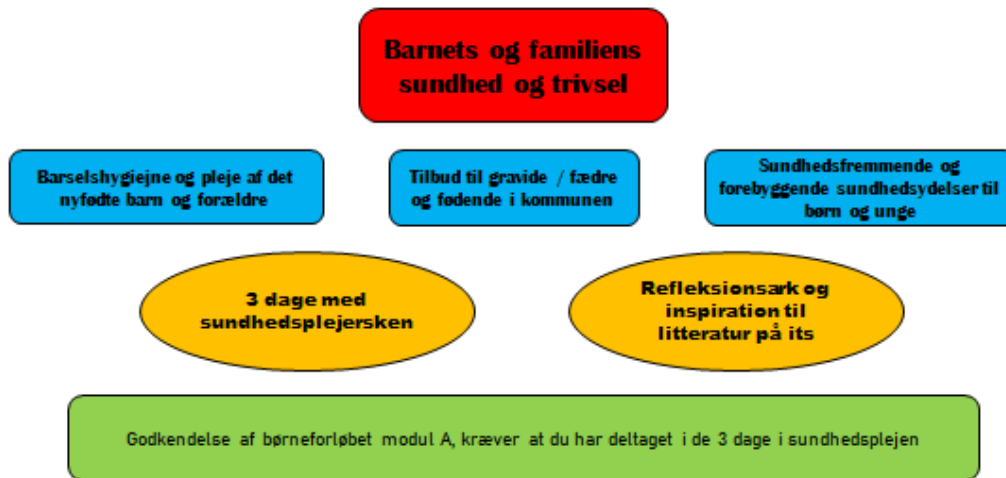 Barnets og familiens
sundhed og trivsel
Barselshygiejne og pleje af det
nyfødte barn og forældre
Tilbud til gravide / fædre
og fødende i kommunen
Sundhedsfremmende og
forebyggende sundhedsydelser til
børn og unge
3 dage med
sundhedsplejersken
Refleksionsark og
inspiration til
litteratur på its
Godkendelse af børneforløbet modul A, kræver at du har deltaget i de 3 dage i sundhedsplejen